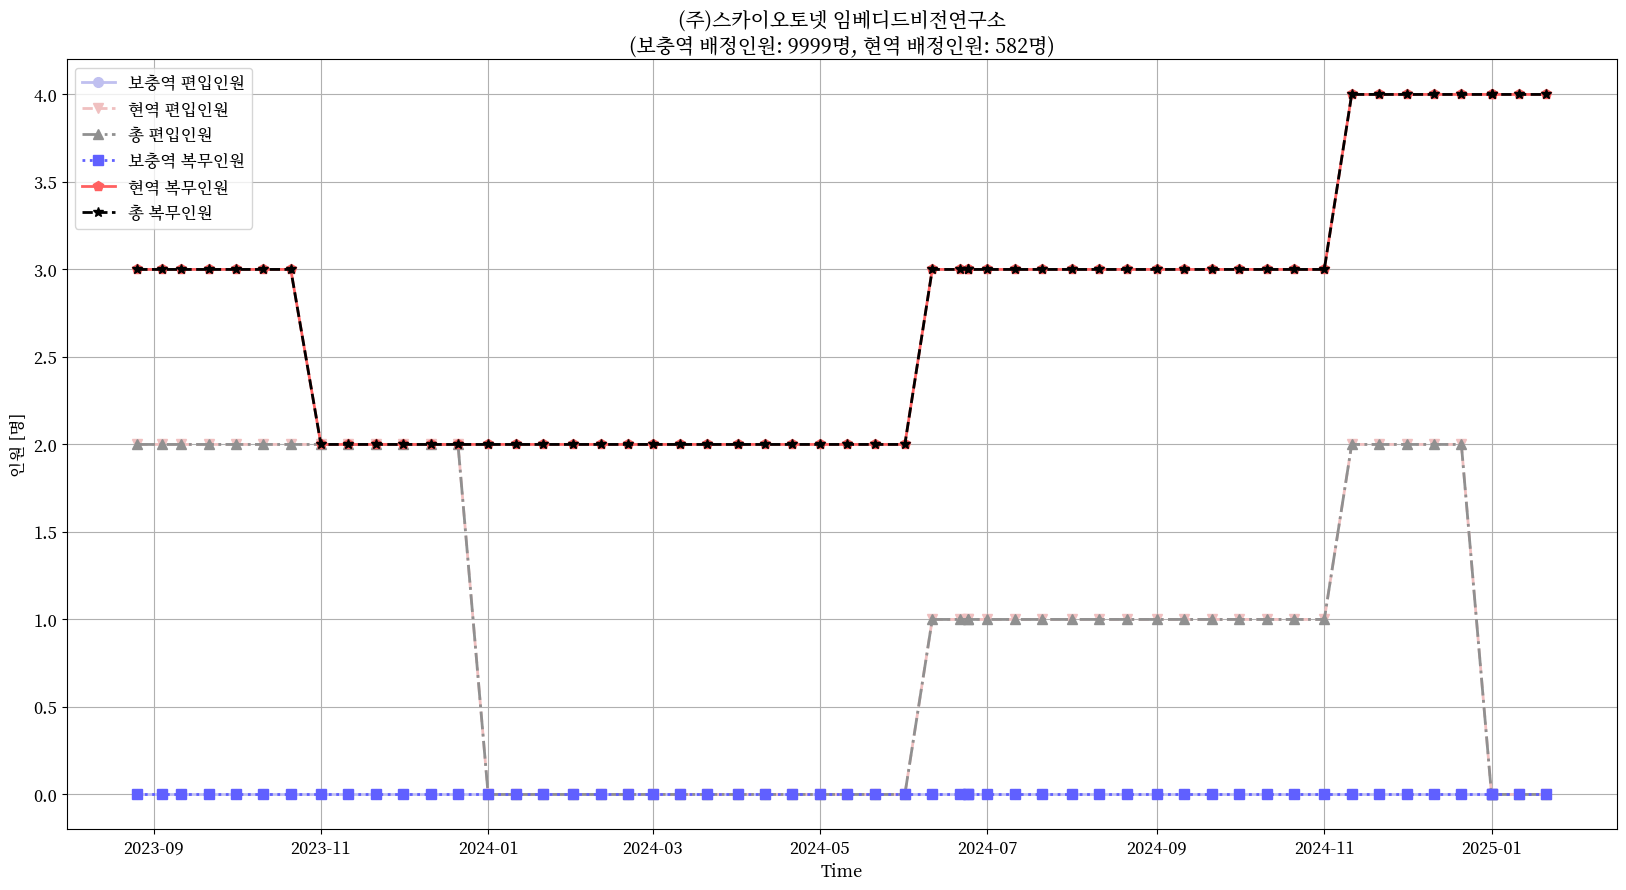 (주)스카이오토넷 임베디드비전연구소
(보충역 배정인원: 9999명, 현역 배정인원: 582명)
보충역 편입인원
현역 편입인원
총 편입인원
보충역 복무인원
현역 복무인원
총 복무인원
4.0
3.5
3.0
2.5
2.0
1.5
1.0
0.5
0.0
인원 [명]
2023-09
2023-11
2024-01
2024-03
2024-05
2024-07
2024-09
2024-11
2025-01
Time